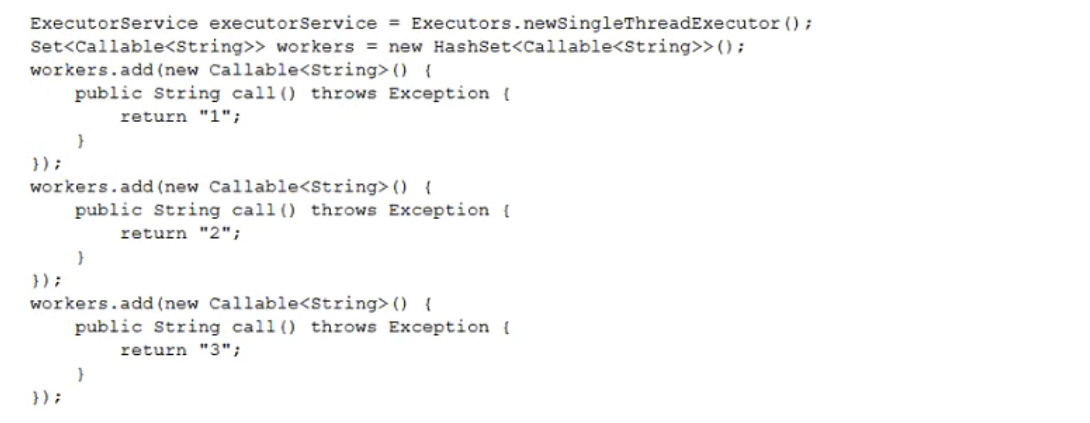 ExecutorService executorService = Executors.newSingleThreadExecutor();
Set<Callable<String>> workers = new HashSet<Callable<String>>();
workers.add(new Callable<String>() {
    public String call() throws Exception {
        return "1";
    }
});
workers.add(new Callable<String>() {
    public String call() throws Exception {
        return "2";
    }
});
workers.add(new Callable<String>() {
    public String call() throws Exception {
        return "3";
    }
});